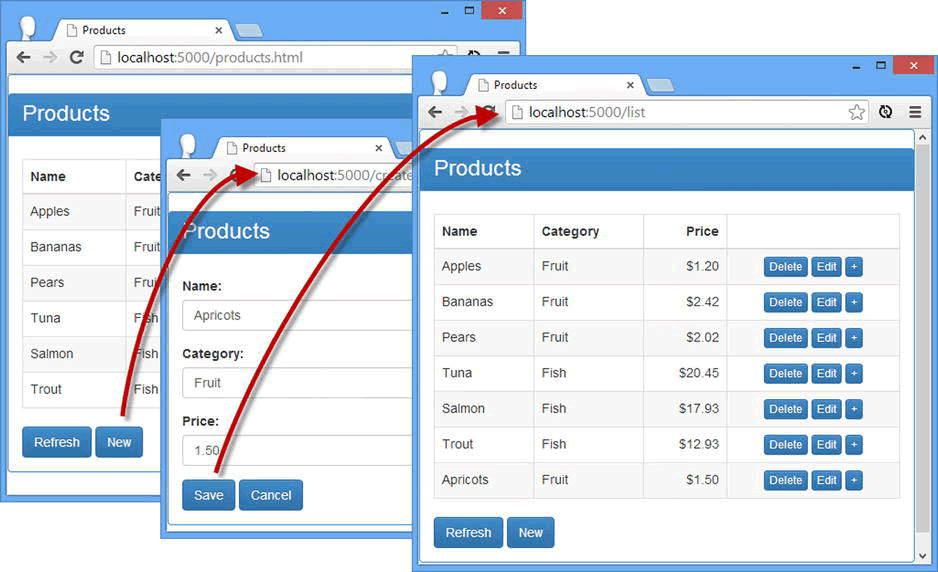 Products
localhost:5000/products.html
Products
Name
Apples Fruit
Bananas Fruit
Pears
Tuna Fish
Salmon Fish
Trout Fish
Refresh New
Products
localhost:5000/create
Products
Name:
Apricots
Category:
Fruit
Price:
1.50
Save Cancel
Products
localhost:5000/list
Products
Name Category Price
Apples Fruit $1.20 Delete Edit +
Bananas Fruit $2.42 Delete Edit +
Pears Fruit $2.02 Delete Edit +
Tuna Fish $20.45 Delete Edit +
Salmon Fish $17.93 Delete Edit +
Trout Fish $12.93 Delete Edit +
Apricots Fruit $1.50 Delete Edit +
Refresh New